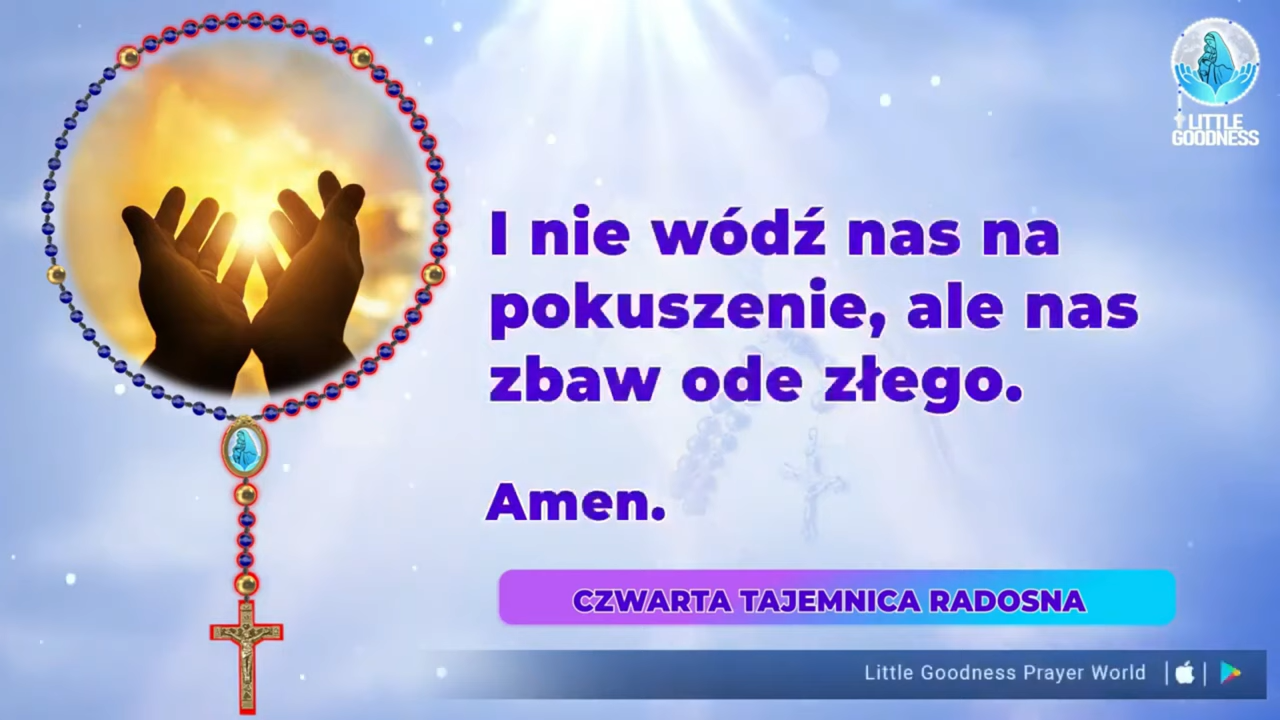 LITTLE
GOODNESS
I nie wódź nas na
pokuszenie, ale nas
zbaw ode złego.
Amen.
CZWARTA TAJEMNICA RADOSNA
Little Goodness Prayer World